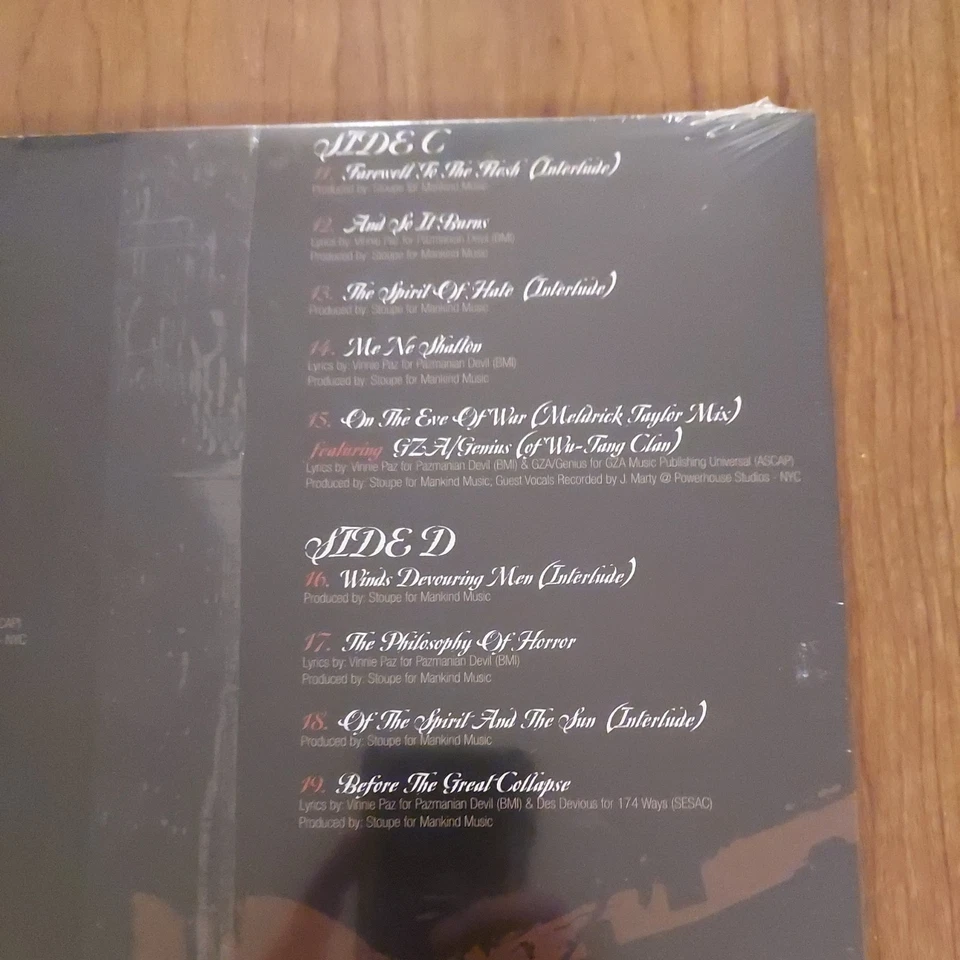 SIDE C
11. Farewell To The Flesh (Interlude)
Produced by: Stoupe for Mankind Music
12. And So It Burns
Lyrics by: Vinnie Paz for Pazmanian Devil (BMI)
Produced by: Stoupe for Mankind Music
13. The Spirit Of Hate (Interlude)
Produced by: Stoupe for Mankind Music
14. Me Ne Shalto
Lyrics by: Vinnie Paz for Pazmanian Devil (BMI)
Produced by: Stoupe for Mankind Music
15. On The Eve Of War (Meldrick Taylor Mix)
featuring GZA/Genius (of Wu-Tang Clan)
Lyrics by: Vinnie Paz for Pazmanian Devil (BMI) & GZA/Genius for GZA Music Publishing Universal (ASCAP)
Produced by: Stoupe for Mankind Music; Guest Vocals Recorded by J. Marty @ Powerhouse Studios - NYC
SIDE D
16. Winds Devouring Men (Interlude)
Produced by: Stoupe for Mankind Music
17. The Philosophy Of Horror
Lyrics by: Vinnie Paz for Pazmanian Devil (BMI)
Produced by: Stoupe for Mankind Music
18. Of The Spirit And The Sun (Interlude)
Produced by: Stoupe for Mankind Music
19. Before The Great Collapse
Lyrics by: Vinnie Paz for Pazmanian Devil (BMI) & Des Devious for 174 Ways (SESAC)
Produced by: Stoupe for Mankind Music
CAP)
- NYC